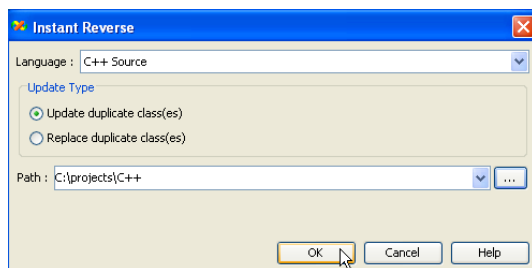 Instant Reverse
Language : C++ Source
Update Type
Update duplicate class(es)
Replace duplicate class(es)
Path : C:\projects\C++ ...
OK Cancel Help